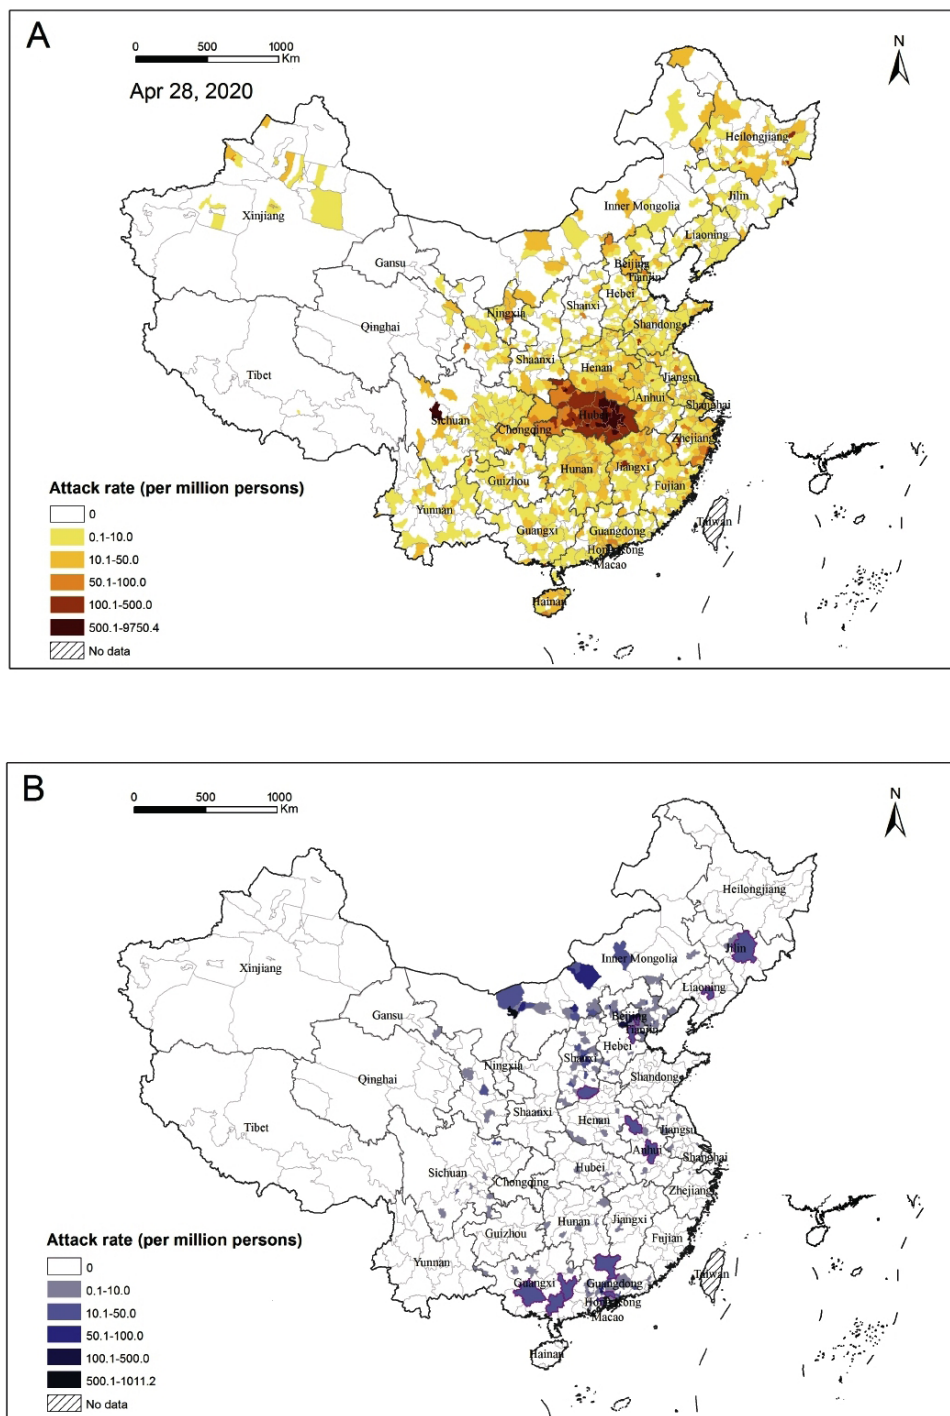 A
0 500 1000
Km
N
Apr 28, 2020
Heilongjiang
Jilin
Inner Mongolia
Xinjiang
Liaoning
Gansu
Beijing
Tianjin
Hebei
Ningxia
Shanxi
Qinghai
Shandong
Shaanxi
Henan
Tibet
Jiangsu
Anhui
Shanghai
Hubei
Sichuan
Chongqing
Zhejiang
Hunan
Jiangxi
Guizhou
Fujian
Attack rate (per million persons)
0
0.1-10.0
10.1-50.0
50.1-100.0
100.1-500.0
500.1-9750.4
No data
Yunnan
Taiwan
Guangxi
Guangdong
Hong Kong
Macao
Hainan
B
0 500 1000
Km
N
Heilongjiang
Jilin
Inner Mongolia
Xinjiang
Liaoning
Gansu
Beijing
Tianjin
Hebei
Shanxi
Ningxia
Qinghai
Shandong
Shaanxi
Henan
Tibet
Jiangsu
Anhui
Shanghai
Hubei
Sichuan
Chongqing
Zhejiang
Hunan
Jiangxi
Guizhou
Fujian
Attack rate (per million persons)
0
0.1-10.0
10.1-50.0
50.1-100.0
100.1-500.0
500.1-1011.2
No data
Yunnan
Taiwan
Guangxi
Guangdong
Hong Kong
Macao
Hainan